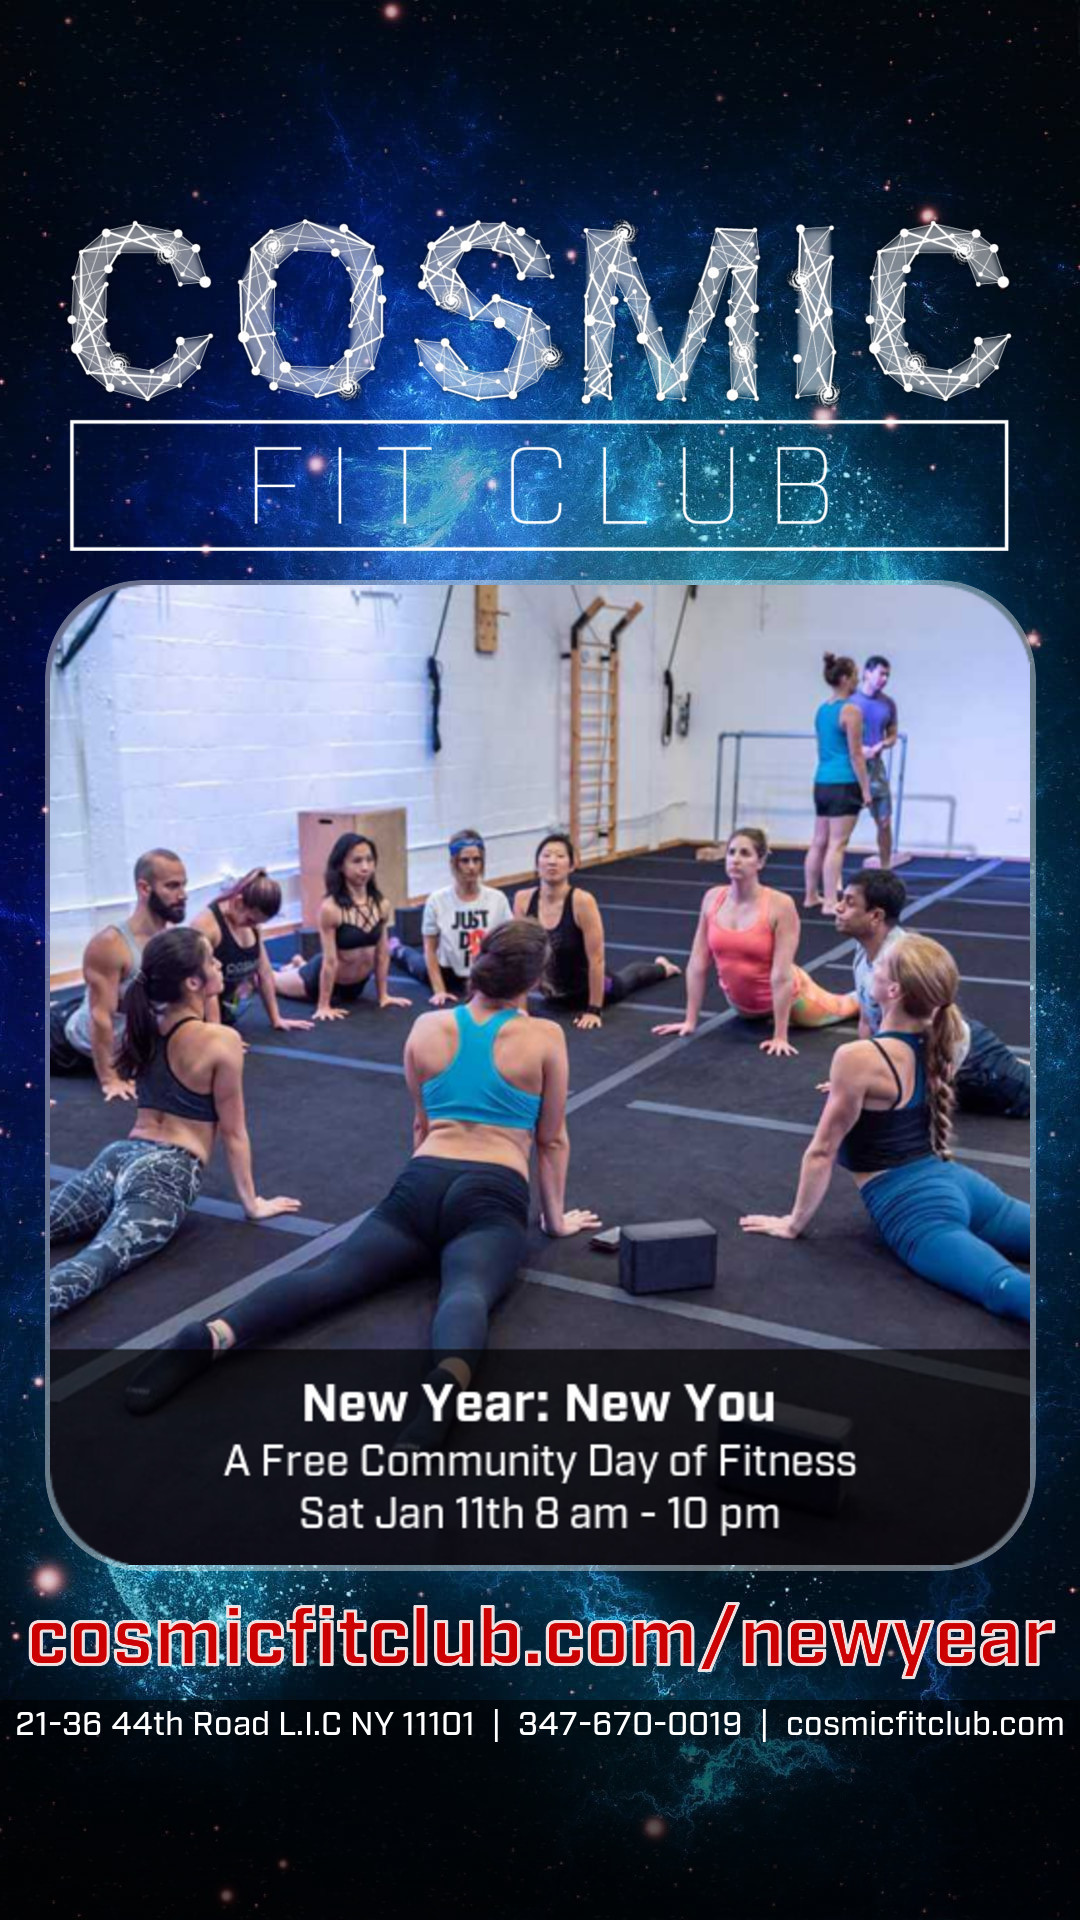 COSMIC
FIT CLUB
JUST
New Year: New You
A Free Community Day of Fitness
Sat Jan 11th 8 am - 10 pm
cosmicfitclub.com/newyear
21-36 44th Road L.I.C NY 11101 | 347-670-0019 | cosmicfitclub.com